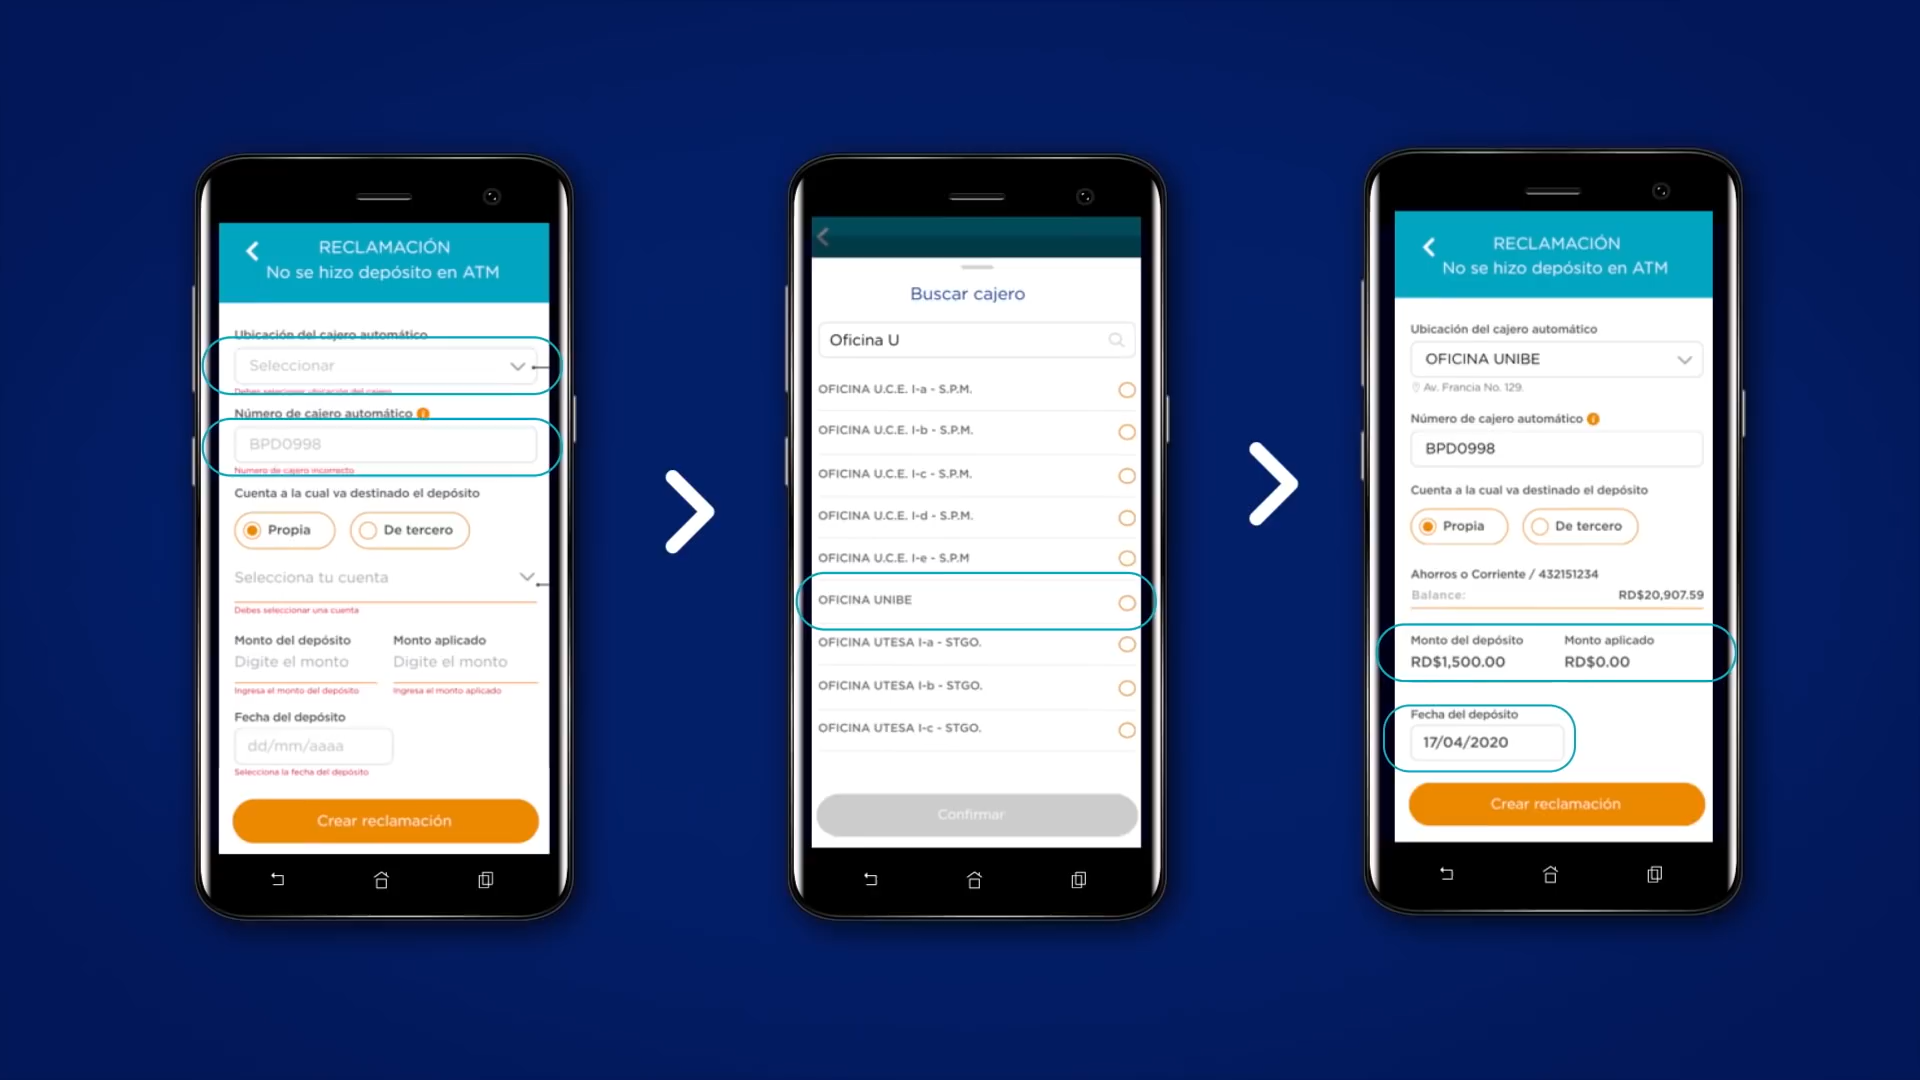 RECLAMACIÓN
No se hizo depósito en ATM
Ubicación del cajero automático
Seleccionar
Debes seleccionar ubicación del cajero
Número de cajero automático
BPD0998
Numero de cajero incorrecto
Cuenta a la cual va destinado el depósito
Propia De tercero
Selecciona tu cuenta
Debes seleccionar una cuenta
Monto del depósito Monto aplicado
Digite el monto Digite el monto
Ingresa el monto del depósito Ingresa el monto aplicado
Fecha del depósito
dd/mm/aaaa
Selecciona la fecha del depósito
Crear reclamación
Buscar cajero
Oficina U
OFICINA U.C.E. I-a - S.P.M.
OFICINA U.C.E. I-b - S.P.M.
OFICINA U.C.E. I-c - S.P.M.
OFICINA U.C.E. I-d - S.P.M.
OFICINA U.C.E. I-e - S.P.M
OFICINA UNIBE
OFICINA UTESA I-a - STGO.
OFICINA UTESA I-b - STGO.
OFICINA UTESA I-c - STGO.
Confirmar
RECLAMACIÓN
No se hizo depósito en ATM
Ubicación del cajero automático
OFICINA UNIBE
Av. Francia No. 129.
Número de cajero automático
BPD0998
Cuenta a la cual va destinado el depósito
Propia De tercero
Ahorros o Corriente / 432151234
Balance: RD$20,907.59
Monto del depósito Monto aplicado
RD$1,500.00 RD$0.00
Fecha del depósito
17/04/2020
Crear reclamación